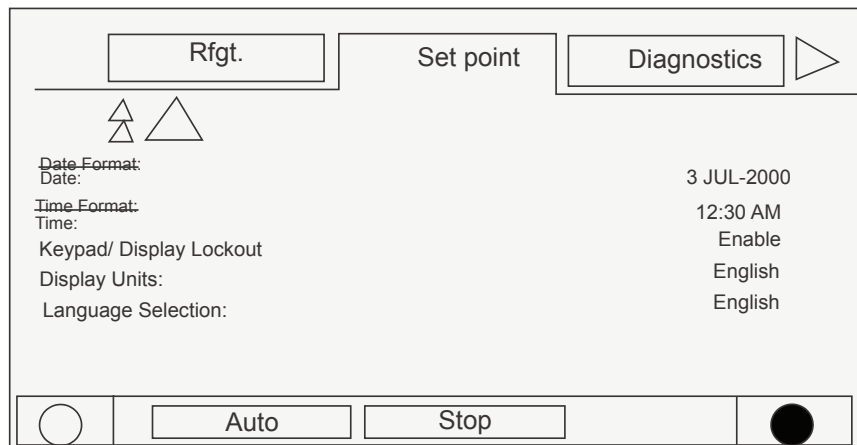 Rfgt. Set point Diagnostics
Date Format:
Date: 3 JUL-2000
Time Format:
Time: 12:30 AM
Keypad/ Display Lockout Enable
Display Units: English
Language Selection: English
Auto Stop